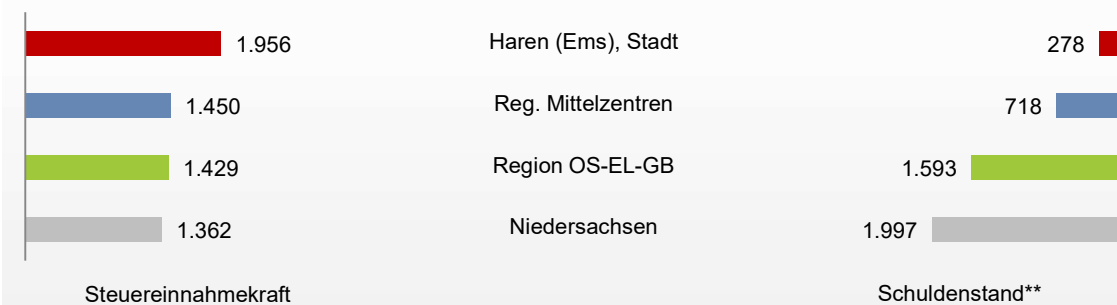 1.956 Haren (Ems), Stadt 278
1.450 Reg. Mittelzentren 718
1.429 Region OS-EL-GB 1.593
1.362 Niedersachsen 1.997
Steuereinnahmekraft Schuldenstand**